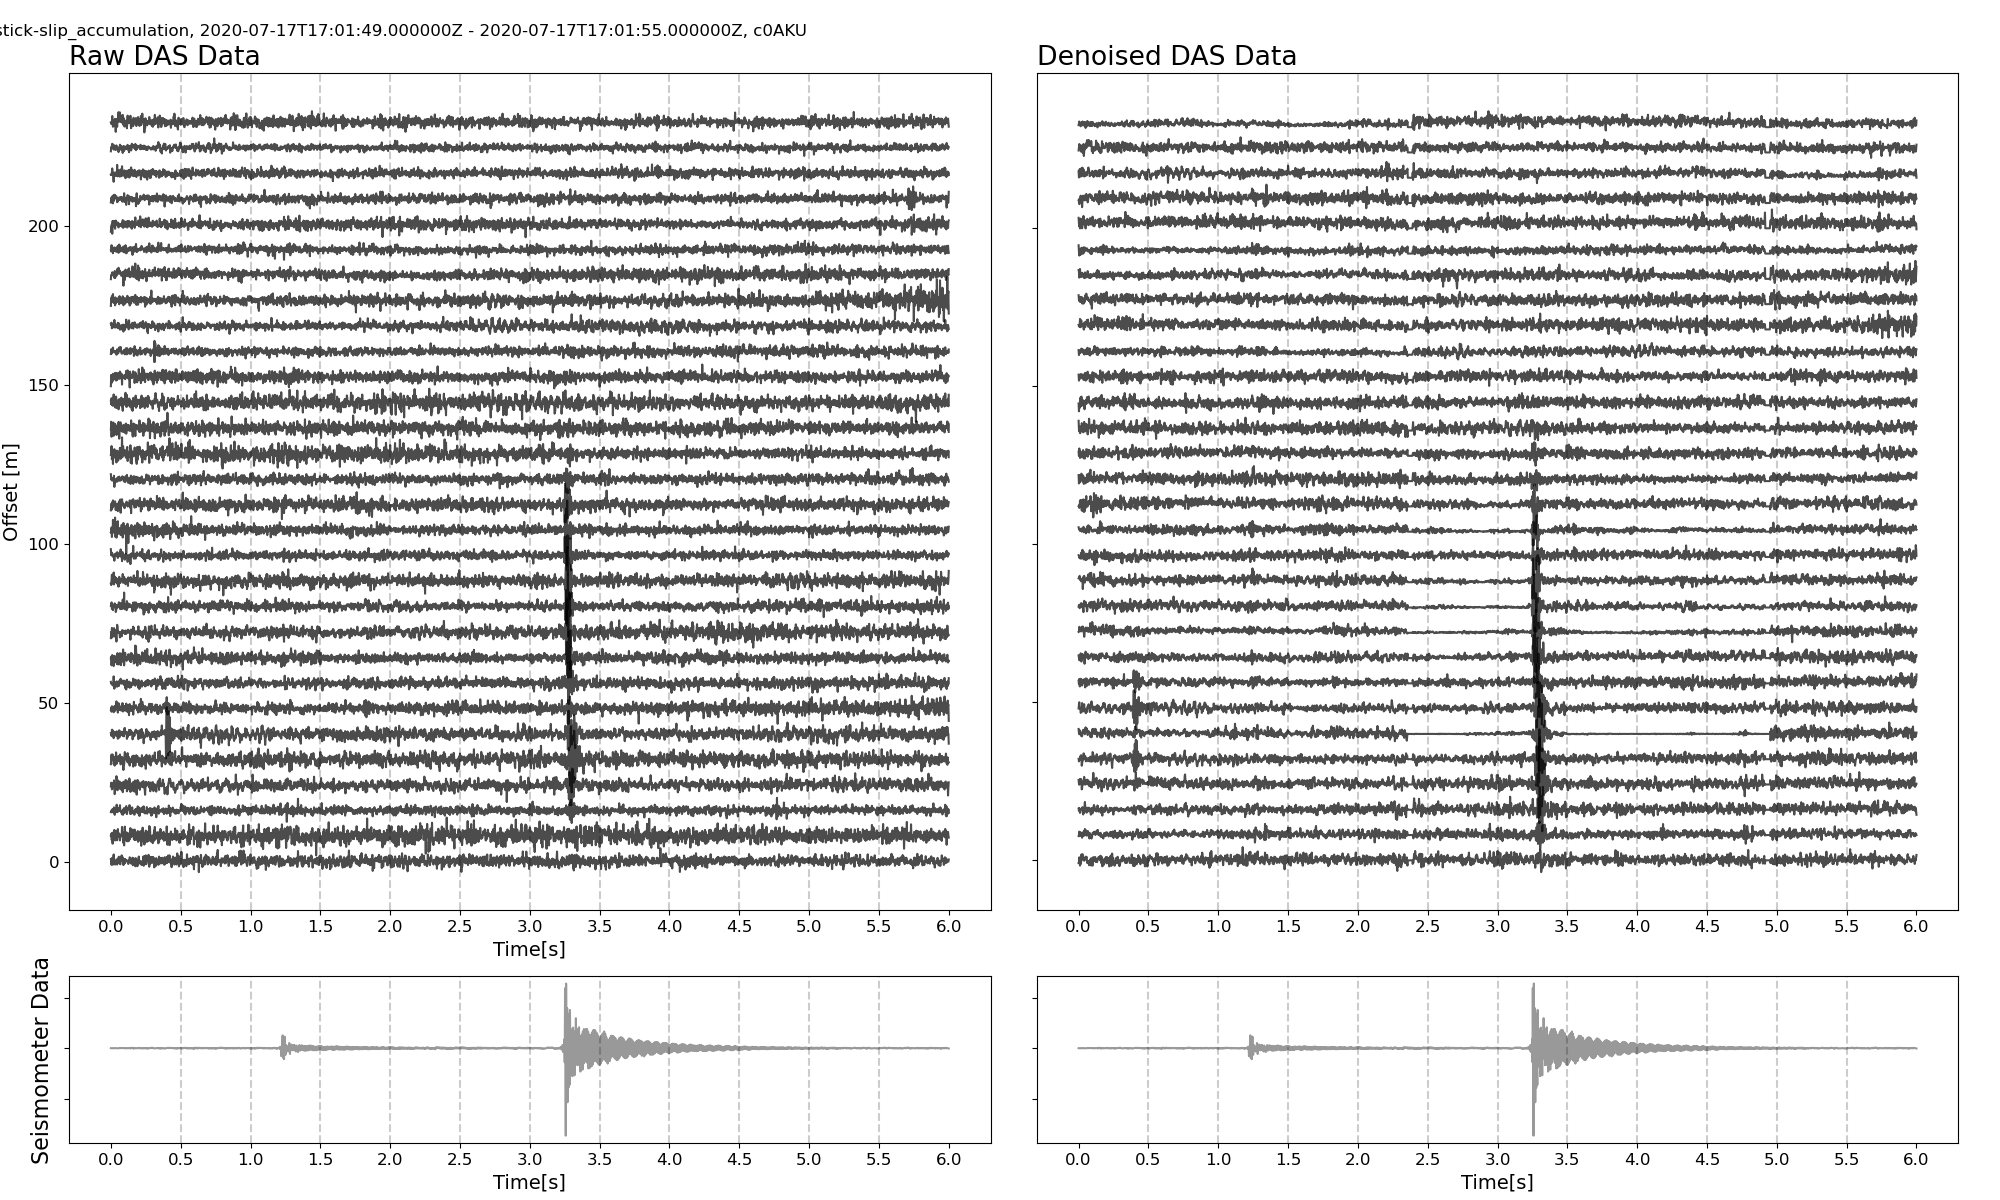 stick-slip_accumulation, 2020-07-17T17:01:49.000000Z - 2020-07-17T17:01:55.000000Z, c0AKU
Raw DAS Data
Denoised DAS Data
Offset [m]
200
150
100
50
0
0.0 0.5 1.0 1.5 2.0 2.5 3.0 3.5 4.0 4.5 5.0 5.5 6.0
Time[s]
0.0 0.5 1.0 1.5 2.0 2.5 3.0 3.5 4.0 4.5 5.0 5.5 6.0
Seismometer Data
0.0 0.5 1.0 1.5 2.0 2.5 3.0 3.5 4.0 4.5 5.0 5.5 6.0
Time[s]
0.0 0.5 1.0 1.5 2.0 2.5 3.0 3.5 4.0 4.5 5.0 5.5 6.0
Time[s]